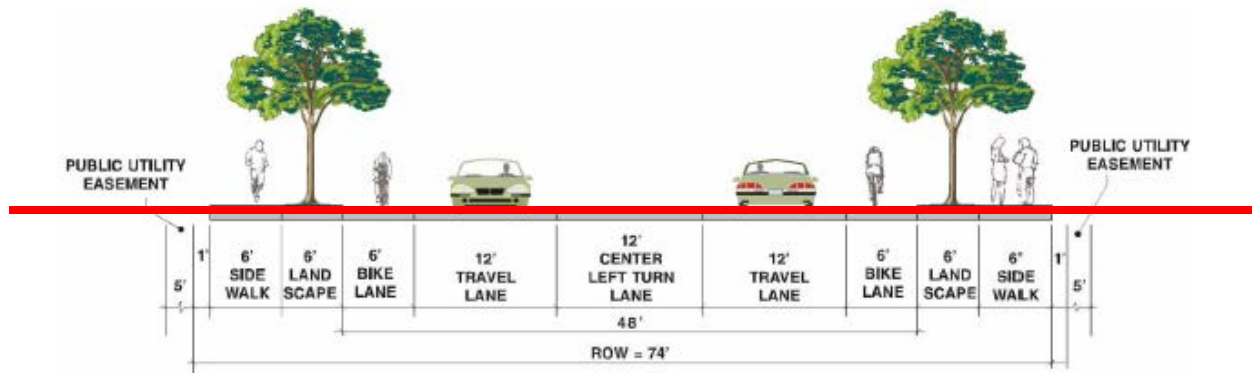 PUBLIC UTILITY
EASEMENT
PUBLIC UTILITY
EASEMENT
5'
1'
6'
SIDE
WALK
6'
LAND
SCAPE
6'
BIKE
LANE
12'
TRAVEL
LANE
12'
CENTER
LEFT TURN
LANE
12'
TRAVEL
LANE
6'
BIKE
LANE
6'
LAND
SCAPE
6'
SIDE
WALK
1'
5'
48'
ROW = 74'